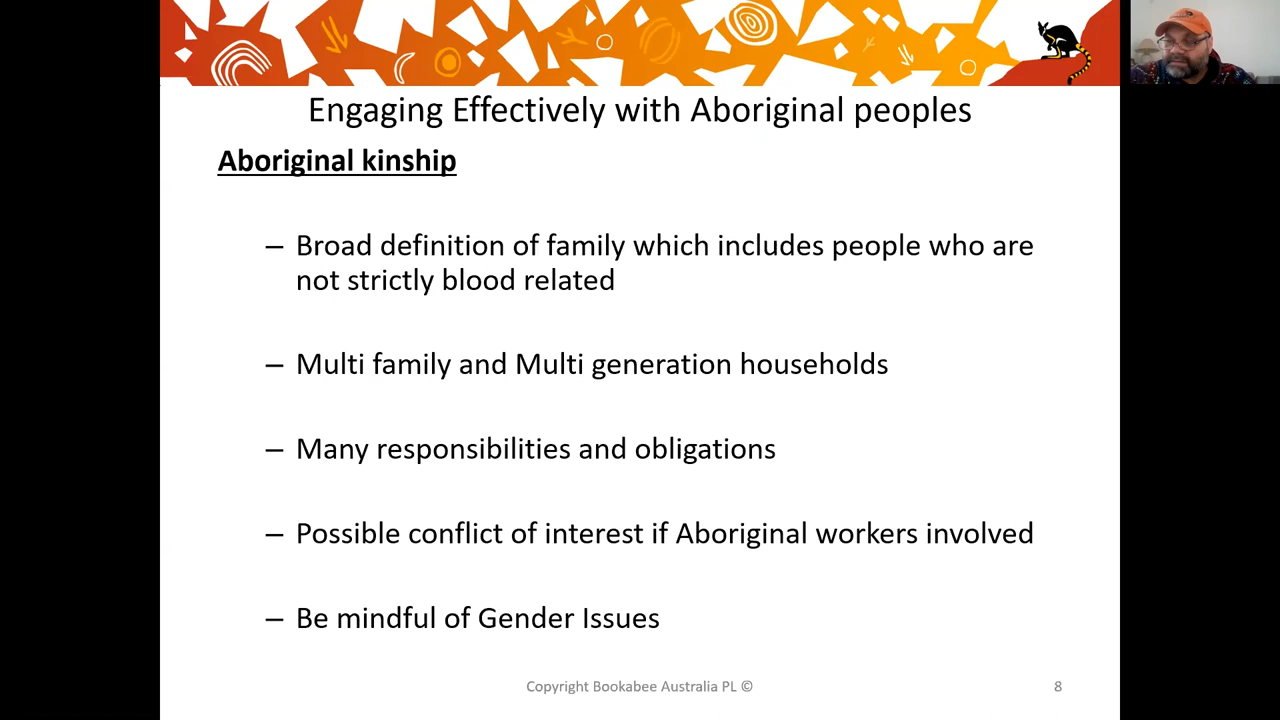 Engaging Effectively with Aboriginal peoples
Aboriginal kinship
– Broad definition of family which includes people who are
not strictly blood related
– Multi family and Multi generation households
– Many responsibilities and obligations
– Possible conflict of interest if Aboriginal workers involved
– Be mindful of Gender Issues
Copyright Bookabee Australia PL ©
8